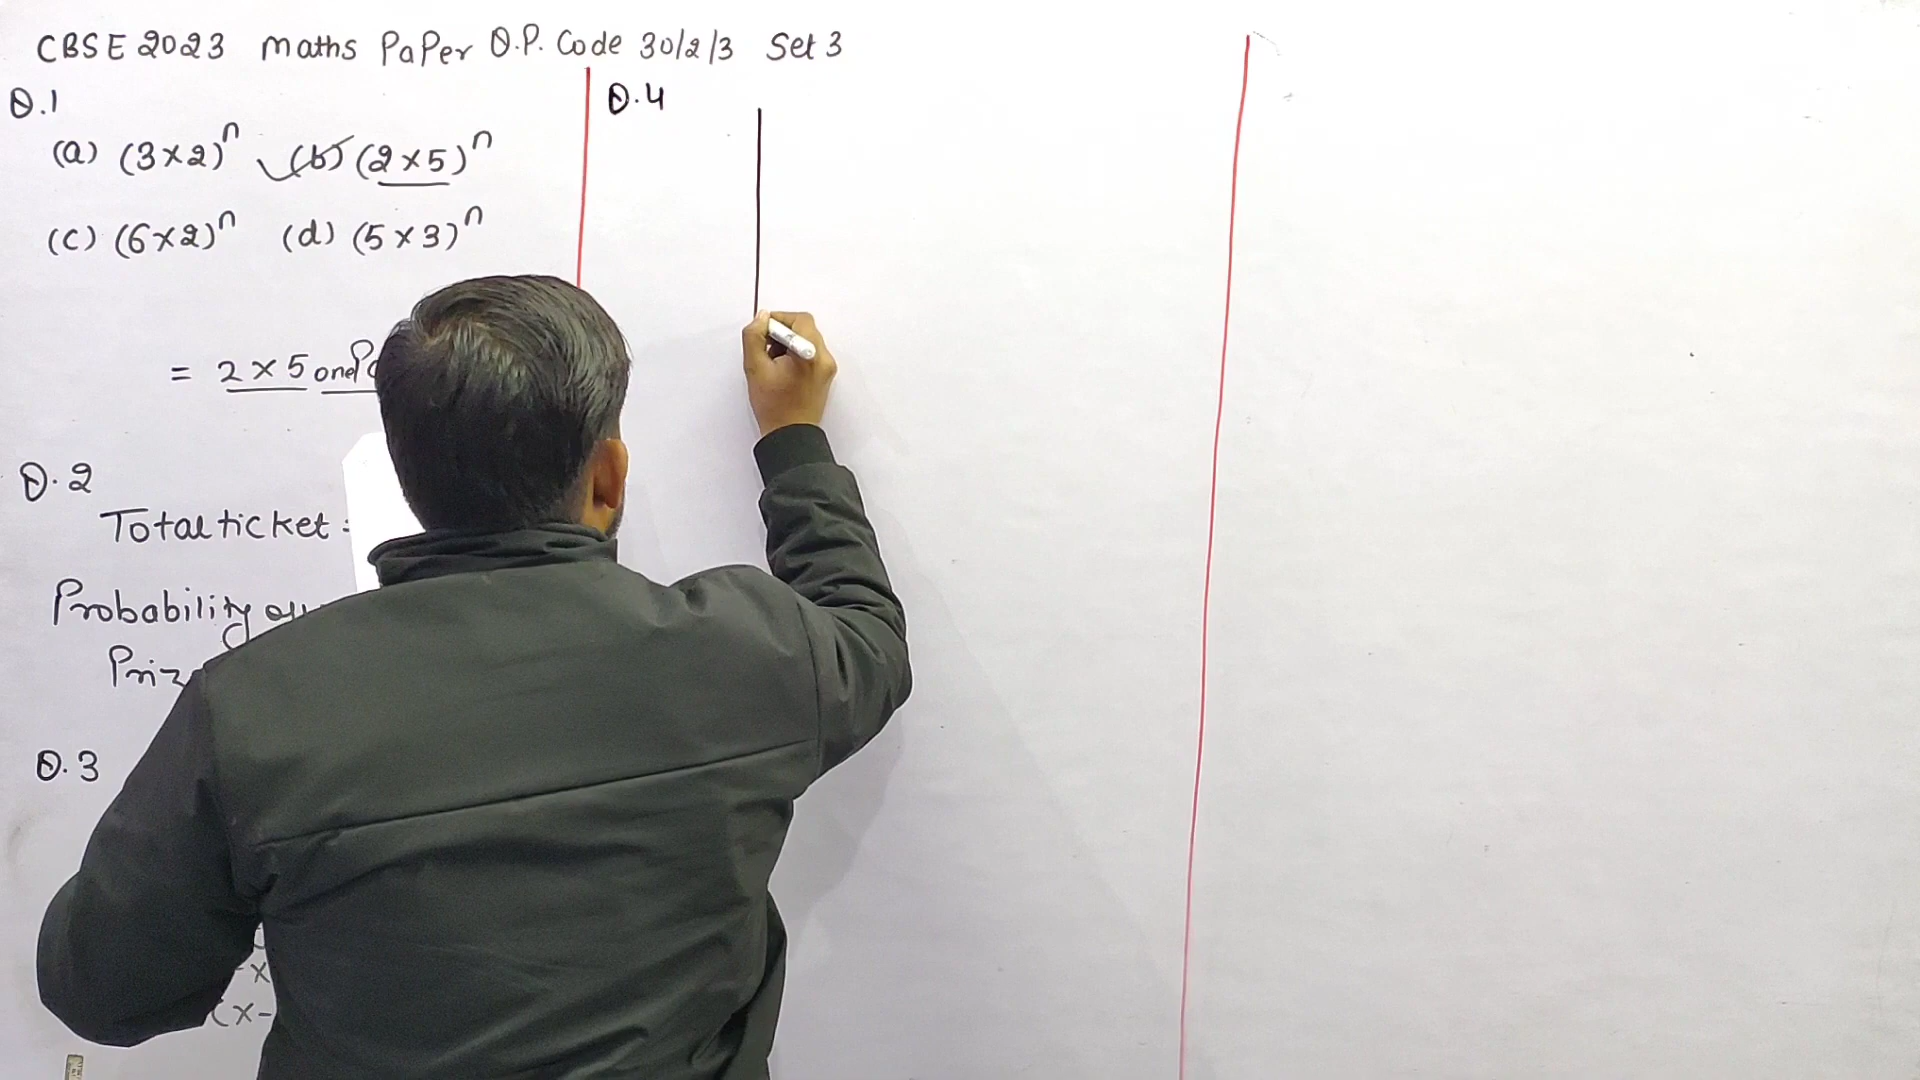 CBSE 2023 maths PaPer Q.P. Code 30/2/3 Set 3
Q.1
(a) (3×2)^n (b) (2×5)^n
(c) (6×2)^n (d) (5×3)^n
= 2×5 one
Q.2
Total ticket =
Probability
Q.3
(x-
Q.4